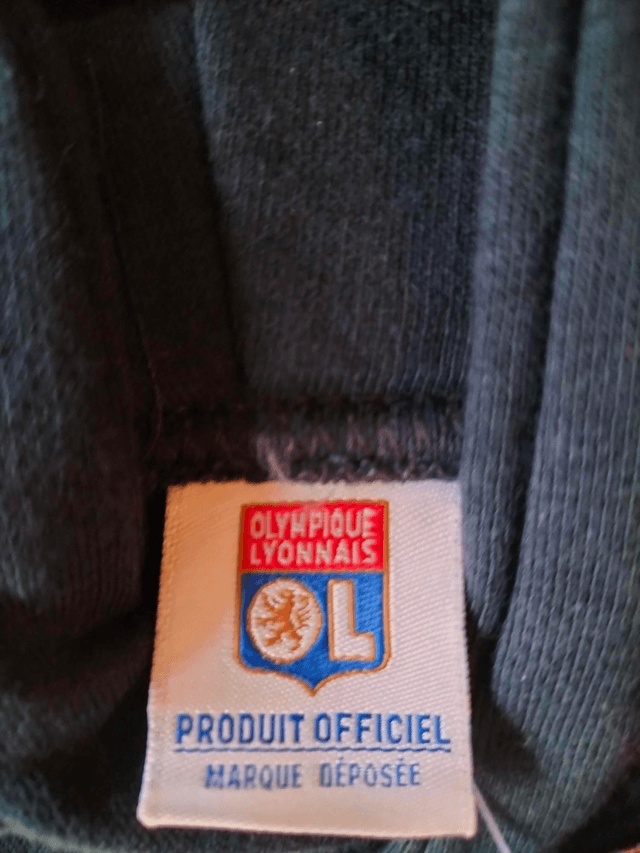 OLYMPIQUE
LYONNAIS
OL
PRODUIT OFFICIEL
MARQUE DÉPOSÉE